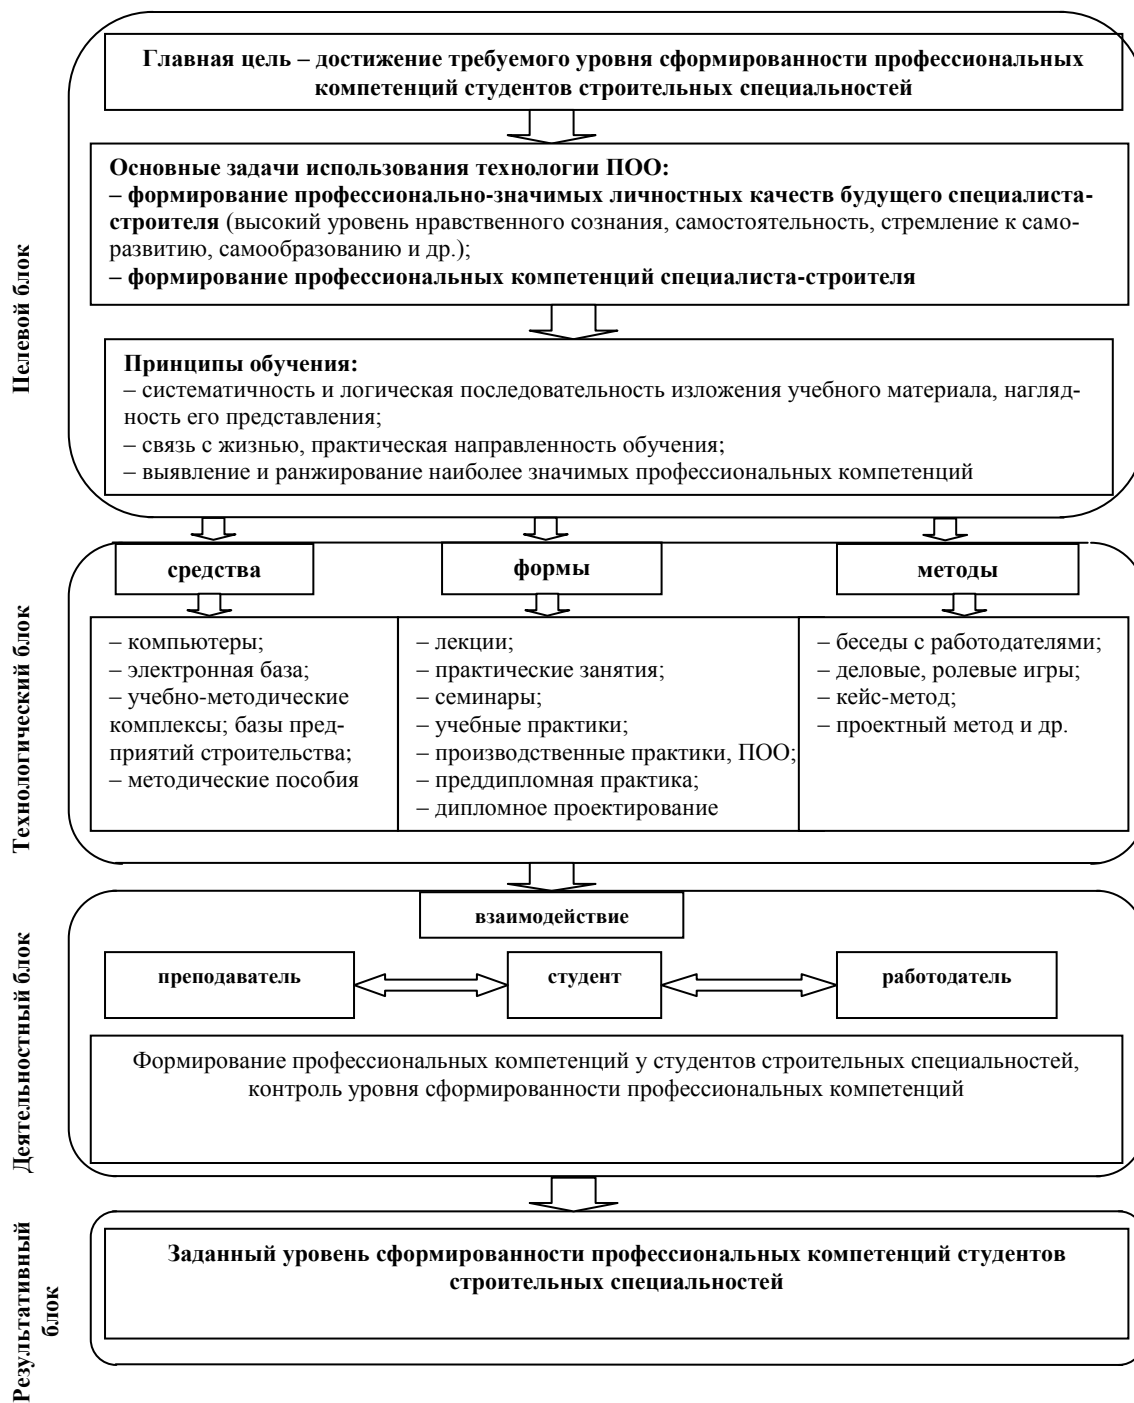 Главная цель – достижение требуемого уровня сформированности профессиональных
компетенций студентов строительных специальностей
Основные задачи использования технологии ПОО:
– формирование профессионально-значимых личностных качеств будущего специалиста-
строителя (высокий уровень нравственного сознания, самостоятельность, стремление к само-
развитию, самообразованию и др.);
– формирование профессиональных компетенций специалиста-строителя
Целевой блок
Принципы обучения:
– систематичность и логическая последовательность изложения учебного материала, нагляд-
ность его представления;
– связь с жизнью, практическая направленность обучения;
– выявление и ранжирование наиболее значимых профессиональных компетенций
Технологический блок
средства
– компьютеры;
– электронная база;
– учебно-методические
комплексы; базы пред-
приятий строительства;
– методические пособия
формы
– лекции;
– практические занятия;
– семинары;
– учебные практики;
– производственные практики, ПОО;
– преддипломная практика;
– дипломное проектирование
методы
– беседы с работодателями;
– деловые, ролевые игры;
– кейс-метод;
– проектный метод и др.
Деятельностный блок
взаимодействие
преподаватель
студент
работодатель
Формирование профессиональных компетенций у студентов строительных специальностей,
контроль уровня сформированности профессиональных компетенций
Результативный
блок
Заданный уровень сформированности профессиональных компетенций студентов
строительных специальностей